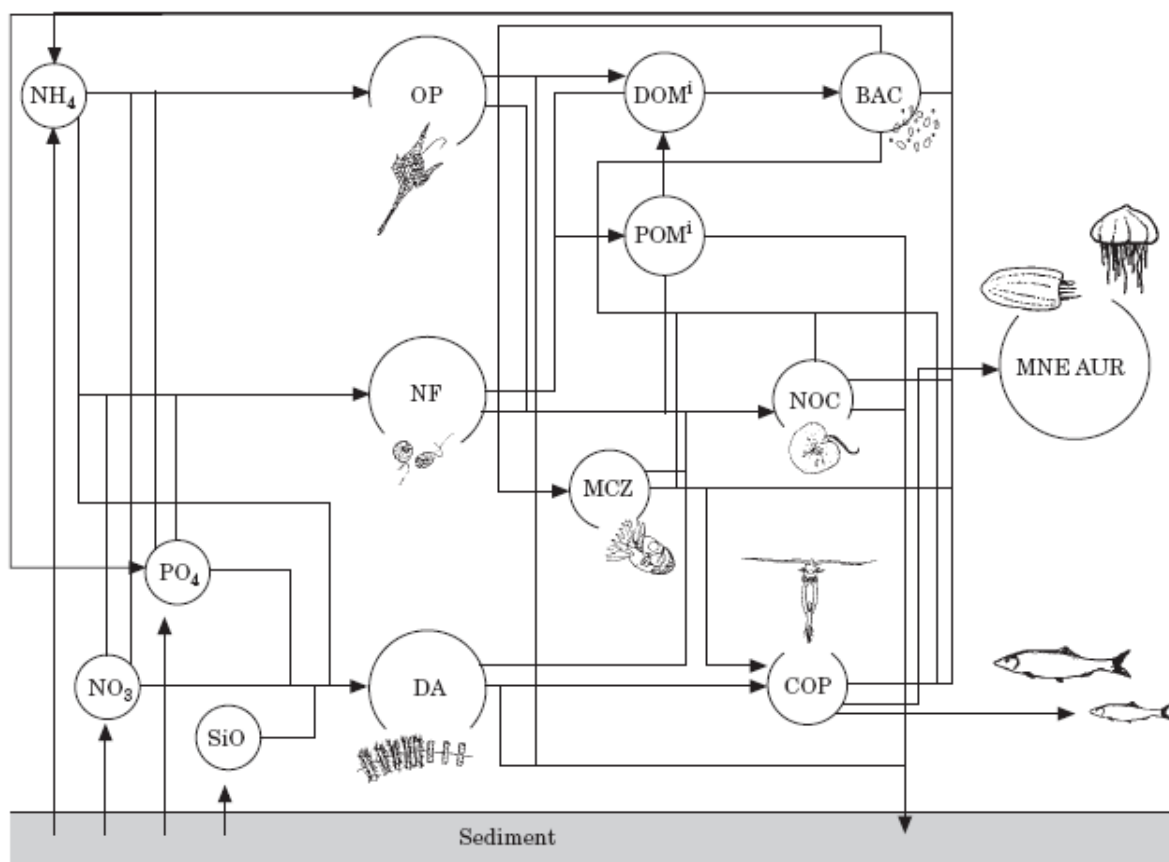 NH₄
OP
DOMⁱ
BAC
POMⁱ
NF
NOC
MNE AUR
MCZ
PO₄
NO₃
DA
COP
SiO
Sediment